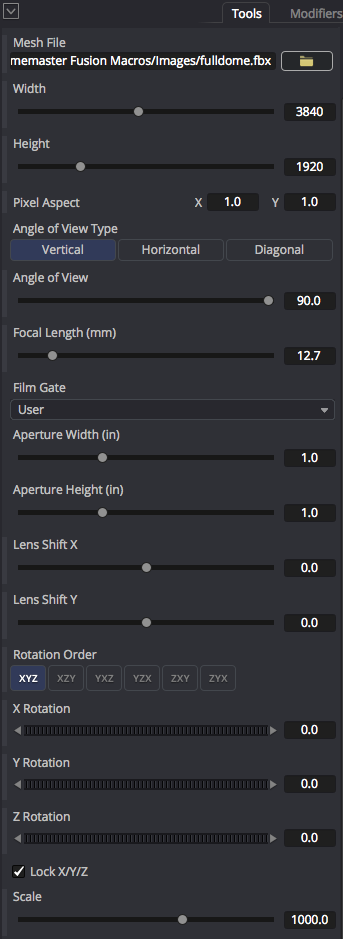 Tools Modifiers
Mesh File
memaster Fusion Macros/Images/fulldome.fbx
Width
3840
Height
1920
Pixel Aspect X 1.0 Y 1.0
Angle of View Type
Vertical Horizontal Diagonal
Angle of View
90.0
Focal Length (mm)
12.7
Film Gate
User
Aperture Width (in)
1.0
Aperture Height (in)
1.0
Lens Shift X
0.0
Lens Shift Y
0.0
Rotation Order
XYZ XZY YXZ YZX ZXY ZYX
X Rotation
0.0
Y Rotation
0.0
Z Rotation
0.0
Lock X/Y/Z
Scale
1000.0